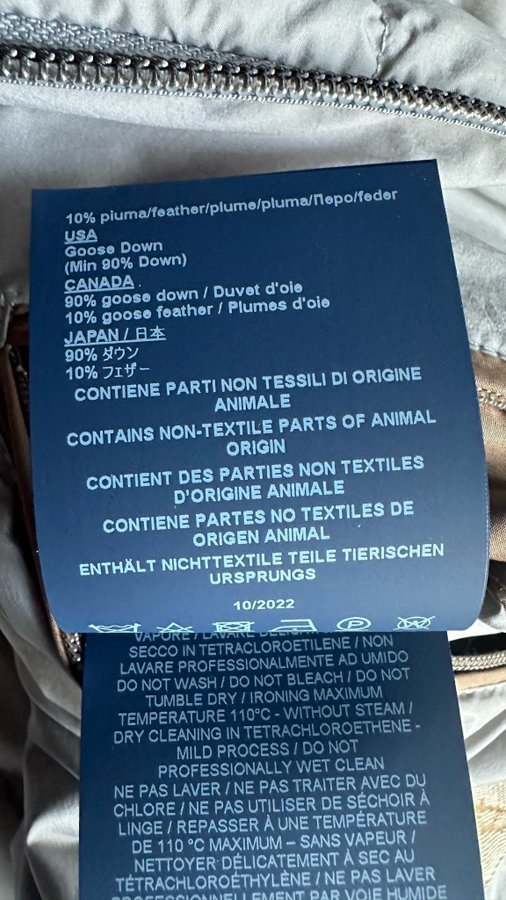 10% piuma/feather/plume/pluma/Перо/feder
USA
Goose Down
(Min 90% Down)
CANADA
90% goose down / Duvet d'oie
10% goose feather / Plumes d'oie
JAPAN / 日本
90% ダウン
10% フェザー
CONTIENE PARTI NON TESSILI DI ORIGINE
ANIMALE
CONTAINS NON-TEXTILE PARTS OF ANIMAL
ORIGIN
CONTIENT DES PARTIES NON TEXTILES
D'ORIGINE ANIMALE
CONTIENE PARTES NO TEXTILES DE
ORIGEN ANIMAL
ENTHÄLT NICHTTEXTILE TEILE TIERISCHEN
URSPRUNGS
10/2022
VAPORE / LAVARE
SECCO IN TETRACLOROETILENE / NON
LAVARE PROFESSIONALMENTE AD UMIDO
DO NOT WASH / DO NOT BLEACH / DO NOT
TUMBLE DRY / IRONING MAXIMUM
TEMPERATURE 110°C - WITHOUT STEAM /
DRY CLEANING IN TETRACHLOROETHENE -
MILD PROCESS / DO NOT
PROFESSIONALLY WET CLEAN
NE PAS LAVER / NE PAS TRAITER AVEC DU
CHLORE / NE PAS UTILISER DE SÉCHOIR À
LINGE / REPASSER À UNE TEMPÉRATURE
DE 110 °C MAXIMUM – SANS VAPEUR /
NETTOYER DÉLICATEMENT À SEC AU
TÉTRACHLOROÉTHYLÈNE / NE PAS LAVER
PROFESSIONNELLEMENT PAR VOIE HUMIDE